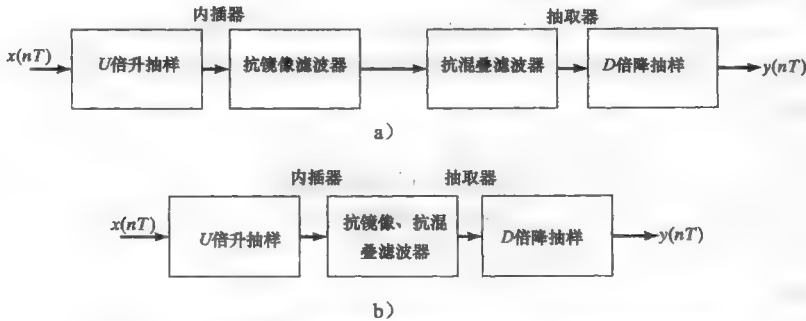 内插器
抽取器
x(nT)
U倍升抽样
抗镜像滤波器
抗混叠滤波器
D倍降抽样
y(nT)
a）
内插器
抽取器
x(nT)
U倍升抽样
抗镜像、抗混
叠滤波器
D倍降抽样
y(nT)
b）